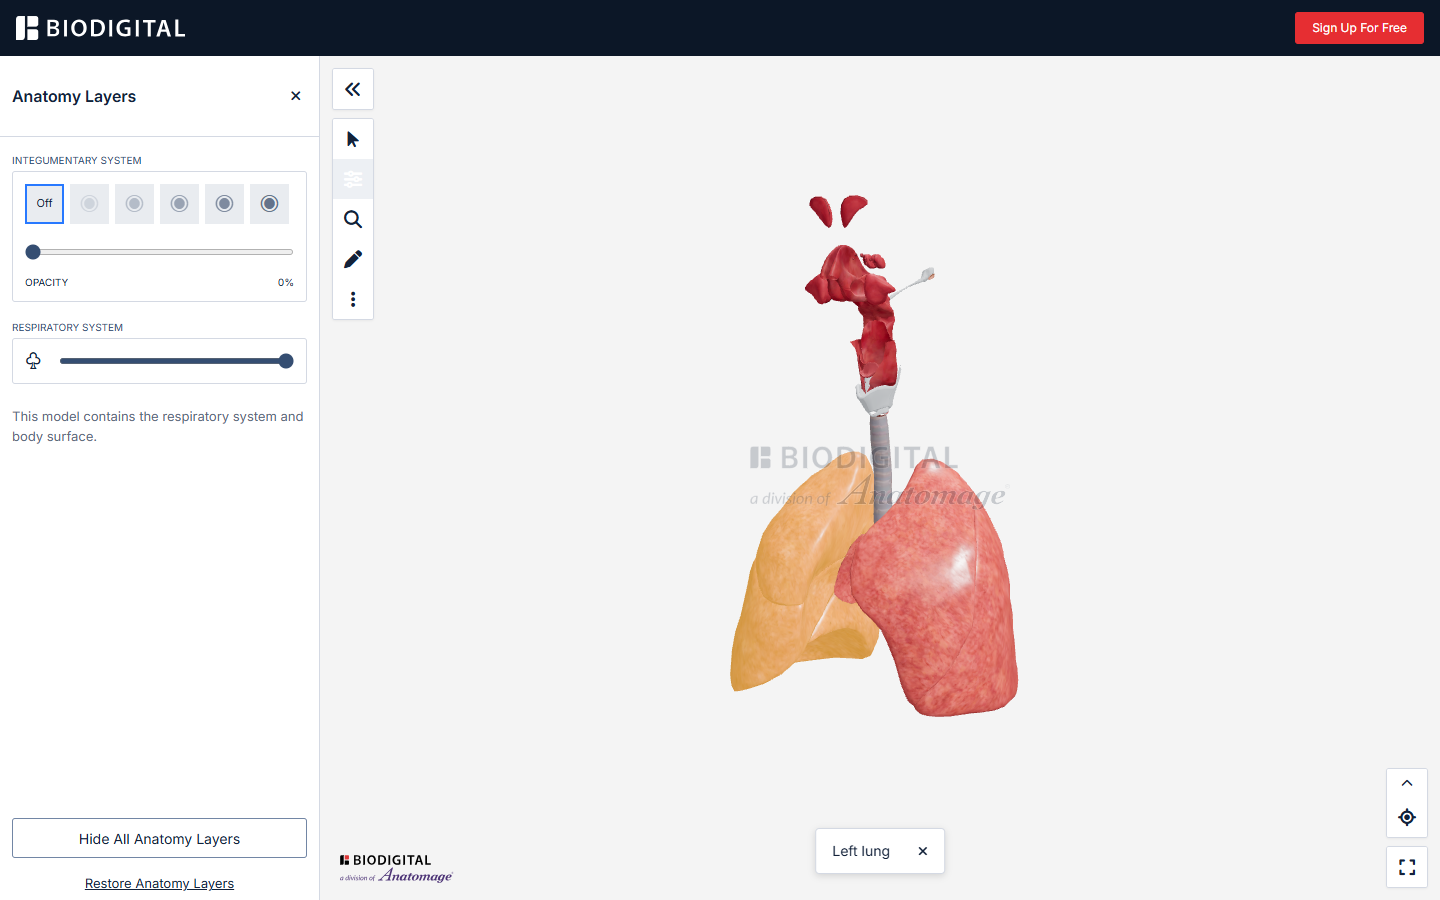 BIODIGITAL
Sign Up For Free
Anatomy Layers
INTEGUMENTARY SYSTEM
Off
OPACITY
0%
RESPIRATORY SYSTEM
This model contains the respiratory system and
body surface.
Hide All Anatomy Layers
Restore Anatomy Layers
BIODIGITAL
a division of Anatomage
Left lung
BIODIGITAL
a division of Anatomage